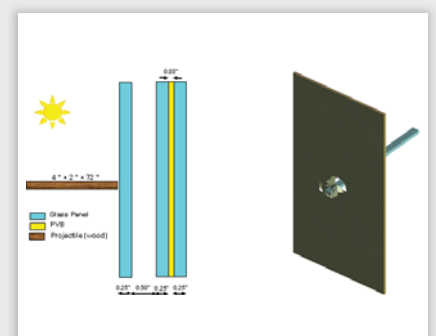 0.03"
4 " * 2 " * 72 "
Glass Panel
PVB
Projectile (wood)
0.25" 0.50" 0.25" 0.25"